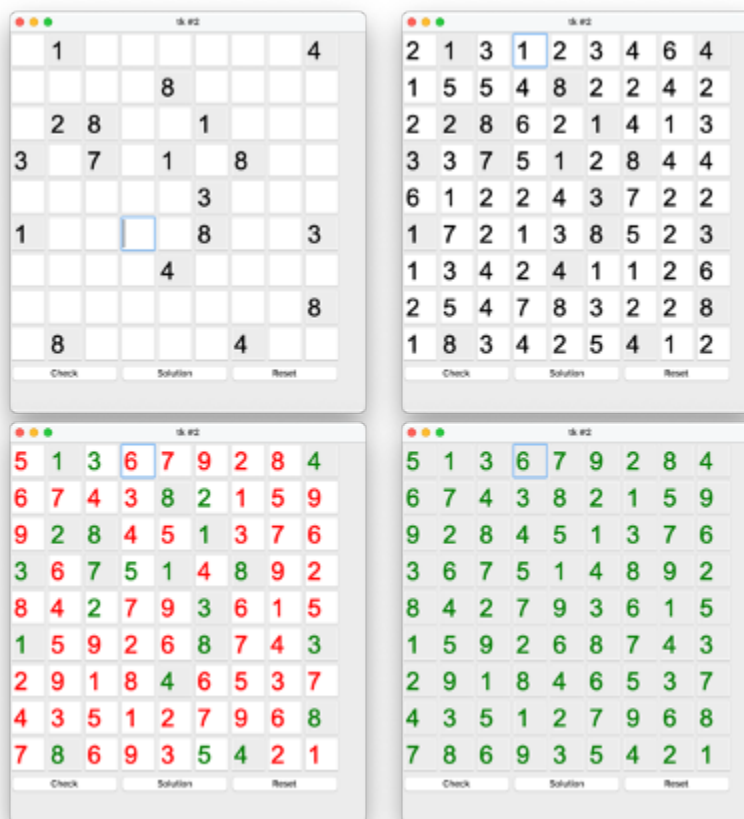 tk #2
1 4
8
2 8 1
3 7 1 8
3
1 8 3
4
8
8 4
Check Solution Reset
tk #2
2 1 3 1 2 3 4 6 4
1 5 5 4 8 2 2 4 2
2 2 8 6 2 1 4 1 3
3 3 7 5 1 2 8 4 4
6 1 2 2 4 3 7 2 2
1 7 2 1 3 8 5 2 3
1 3 4 2 4 1 1 2 6
2 5 4 7 8 3 2 2 8
1 8 3 4 2 5 4 1 2
Check Solution Reset
tk #2
5 1 3 6 7 9 2 8 4
6 7 4 3 8 2 1 5 9
9 2 8 4 5 1 3 7 6
3 6 7 5 1 4 8 9 2
8 4 2 7 9 3 6 1 5
1 5 9 2 6 8 7 4 3
2 9 1 8 4 6 5 3 7
4 3 5 1 2 7 9 6 8
7 8 6 9 3 5 4 2 1
Check Solution Reset
tk #2
5 1 3 6 7 9 2 8 4
6 7 4 3 8 2 1 5 9
9 2 8 4 5 1 3 7 6
3 6 7 5 1 4 8 9 2
8 4 2 7 9 3 6 1 5
1 5 9 2 6 8 7 4 3
2 9 1 8 4 6 5 3 7
4 3 5 1 2 7 9 6 8
7 8 6 9 3 5 4 2 1
Check Solution Reset